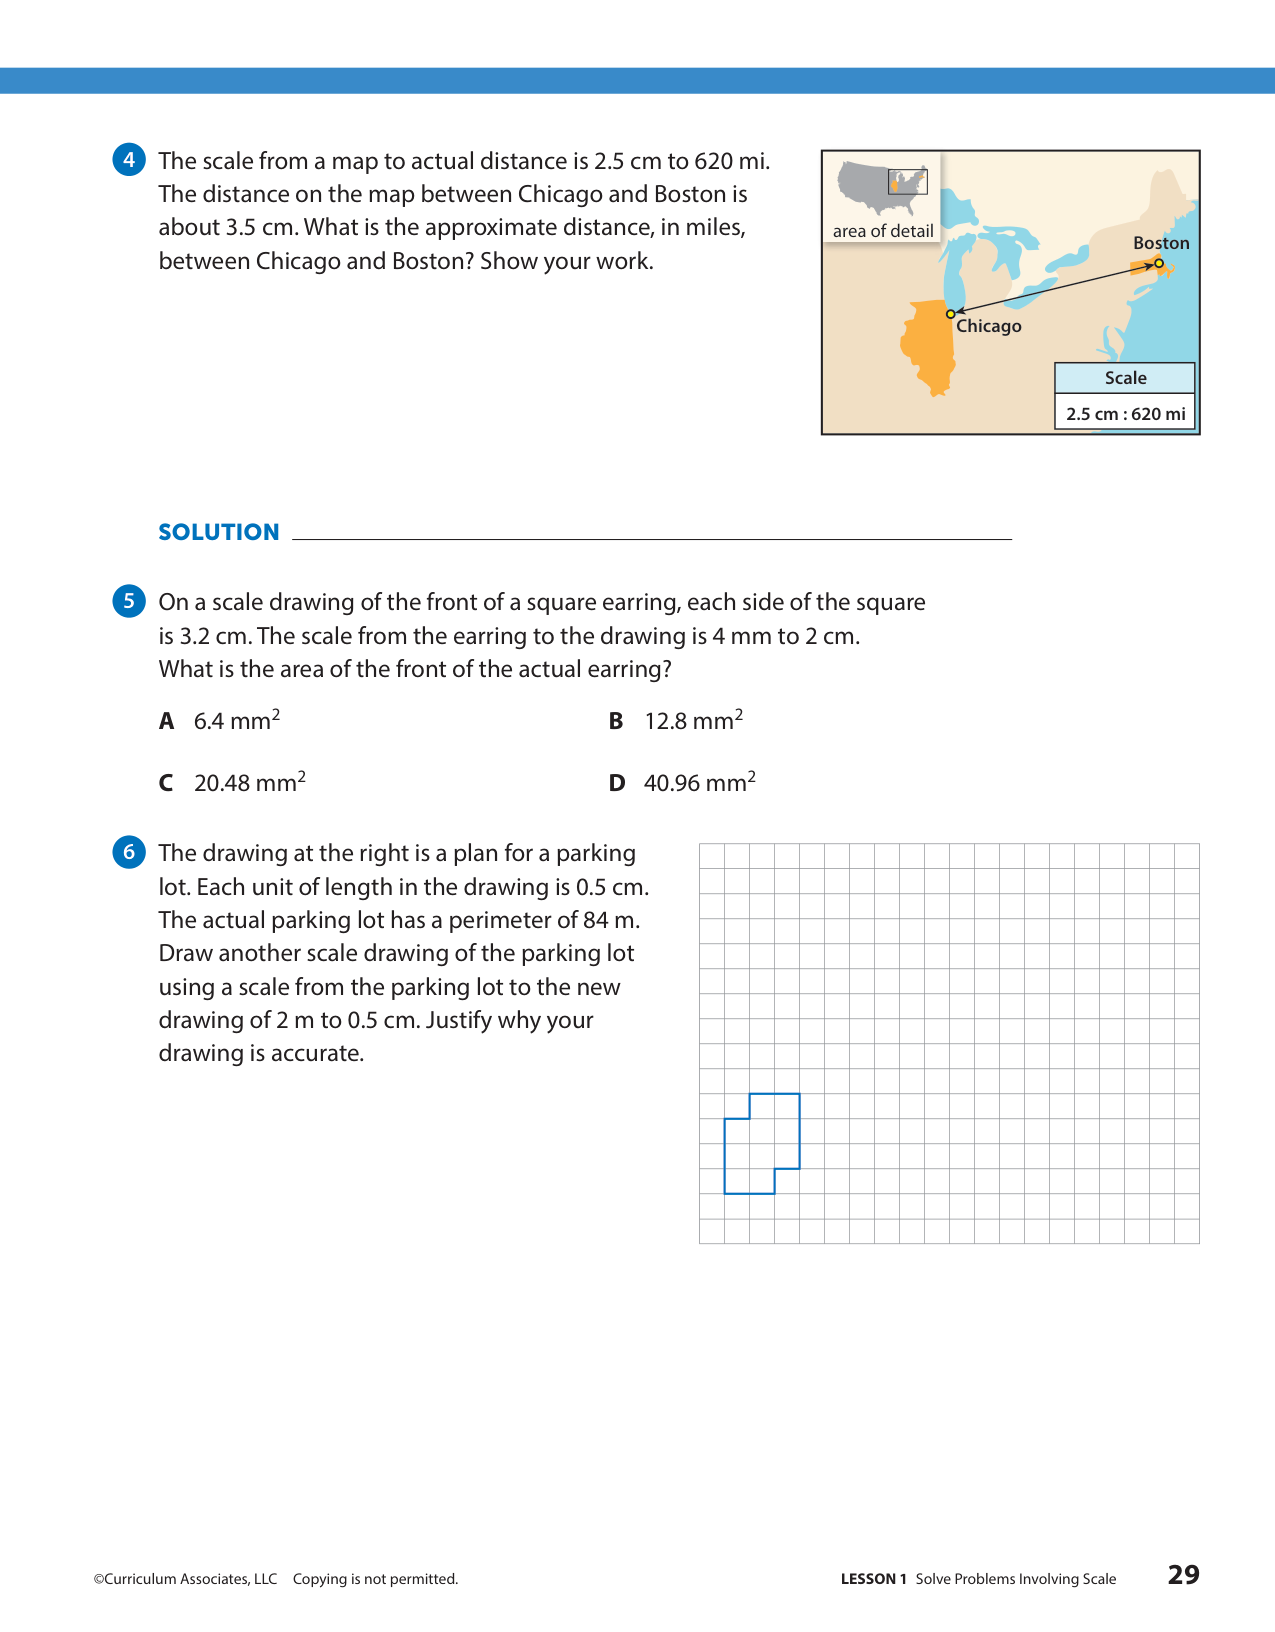 4 The scale from a map to actual distance is 2.5 cm to 620 mi.
The distance on the map between Chicago and Boston is
about 3.5 cm. What is the approximate distance, in miles,
between Chicago and Boston? Show your work.
area of detail
Boston
Chicago
Scale
2.5 cm : 620 mi
SOLUTION
5 On a scale drawing of the front of a square earring, each side of the square
is 3.2 cm. The scale from the earring to the drawing is 4 mm to 2 cm.
What is the area of the front of the actual earring?
A 6.4 mm²
B 12.8 mm²
C 20.48 mm²
D 40.96 mm²
6 The drawing at the right is a plan for a parking
lot. Each unit of length in the drawing is 0.5 cm.
The actual parking lot has a perimeter of 84 m.
Draw another scale drawing of the parking lot
using a scale from the parking lot to the new
drawing of 2 m to 0.5 cm. Justify why your
drawing is accurate.
©Curriculum Associates, LLC Copying is not permitted.
LESSON 1 Solve Problems Involving Scale 29